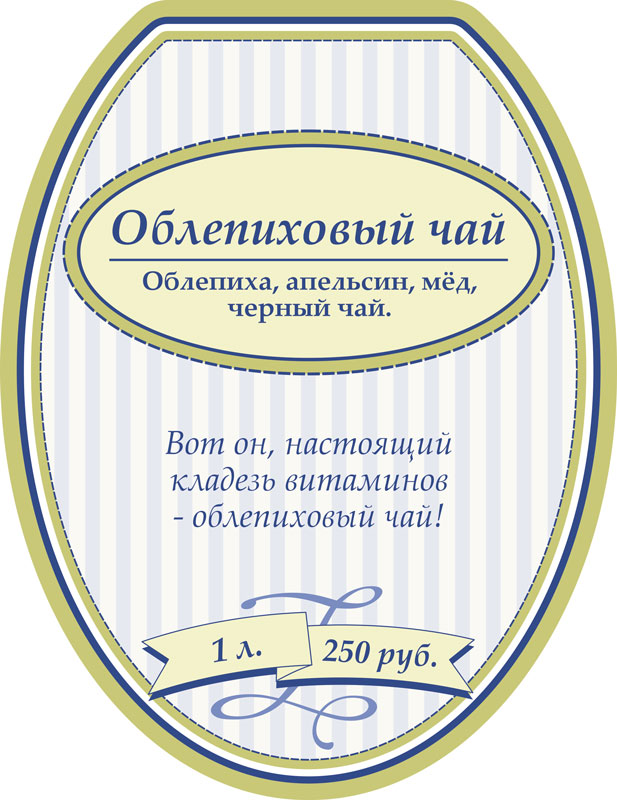 Облепиховый чай
Облепиха, апельсин, мёд,
черный чай.
Вот он, настоящий
кладезь витаминов
- облепиховый чай!
1 л. 250 руб.